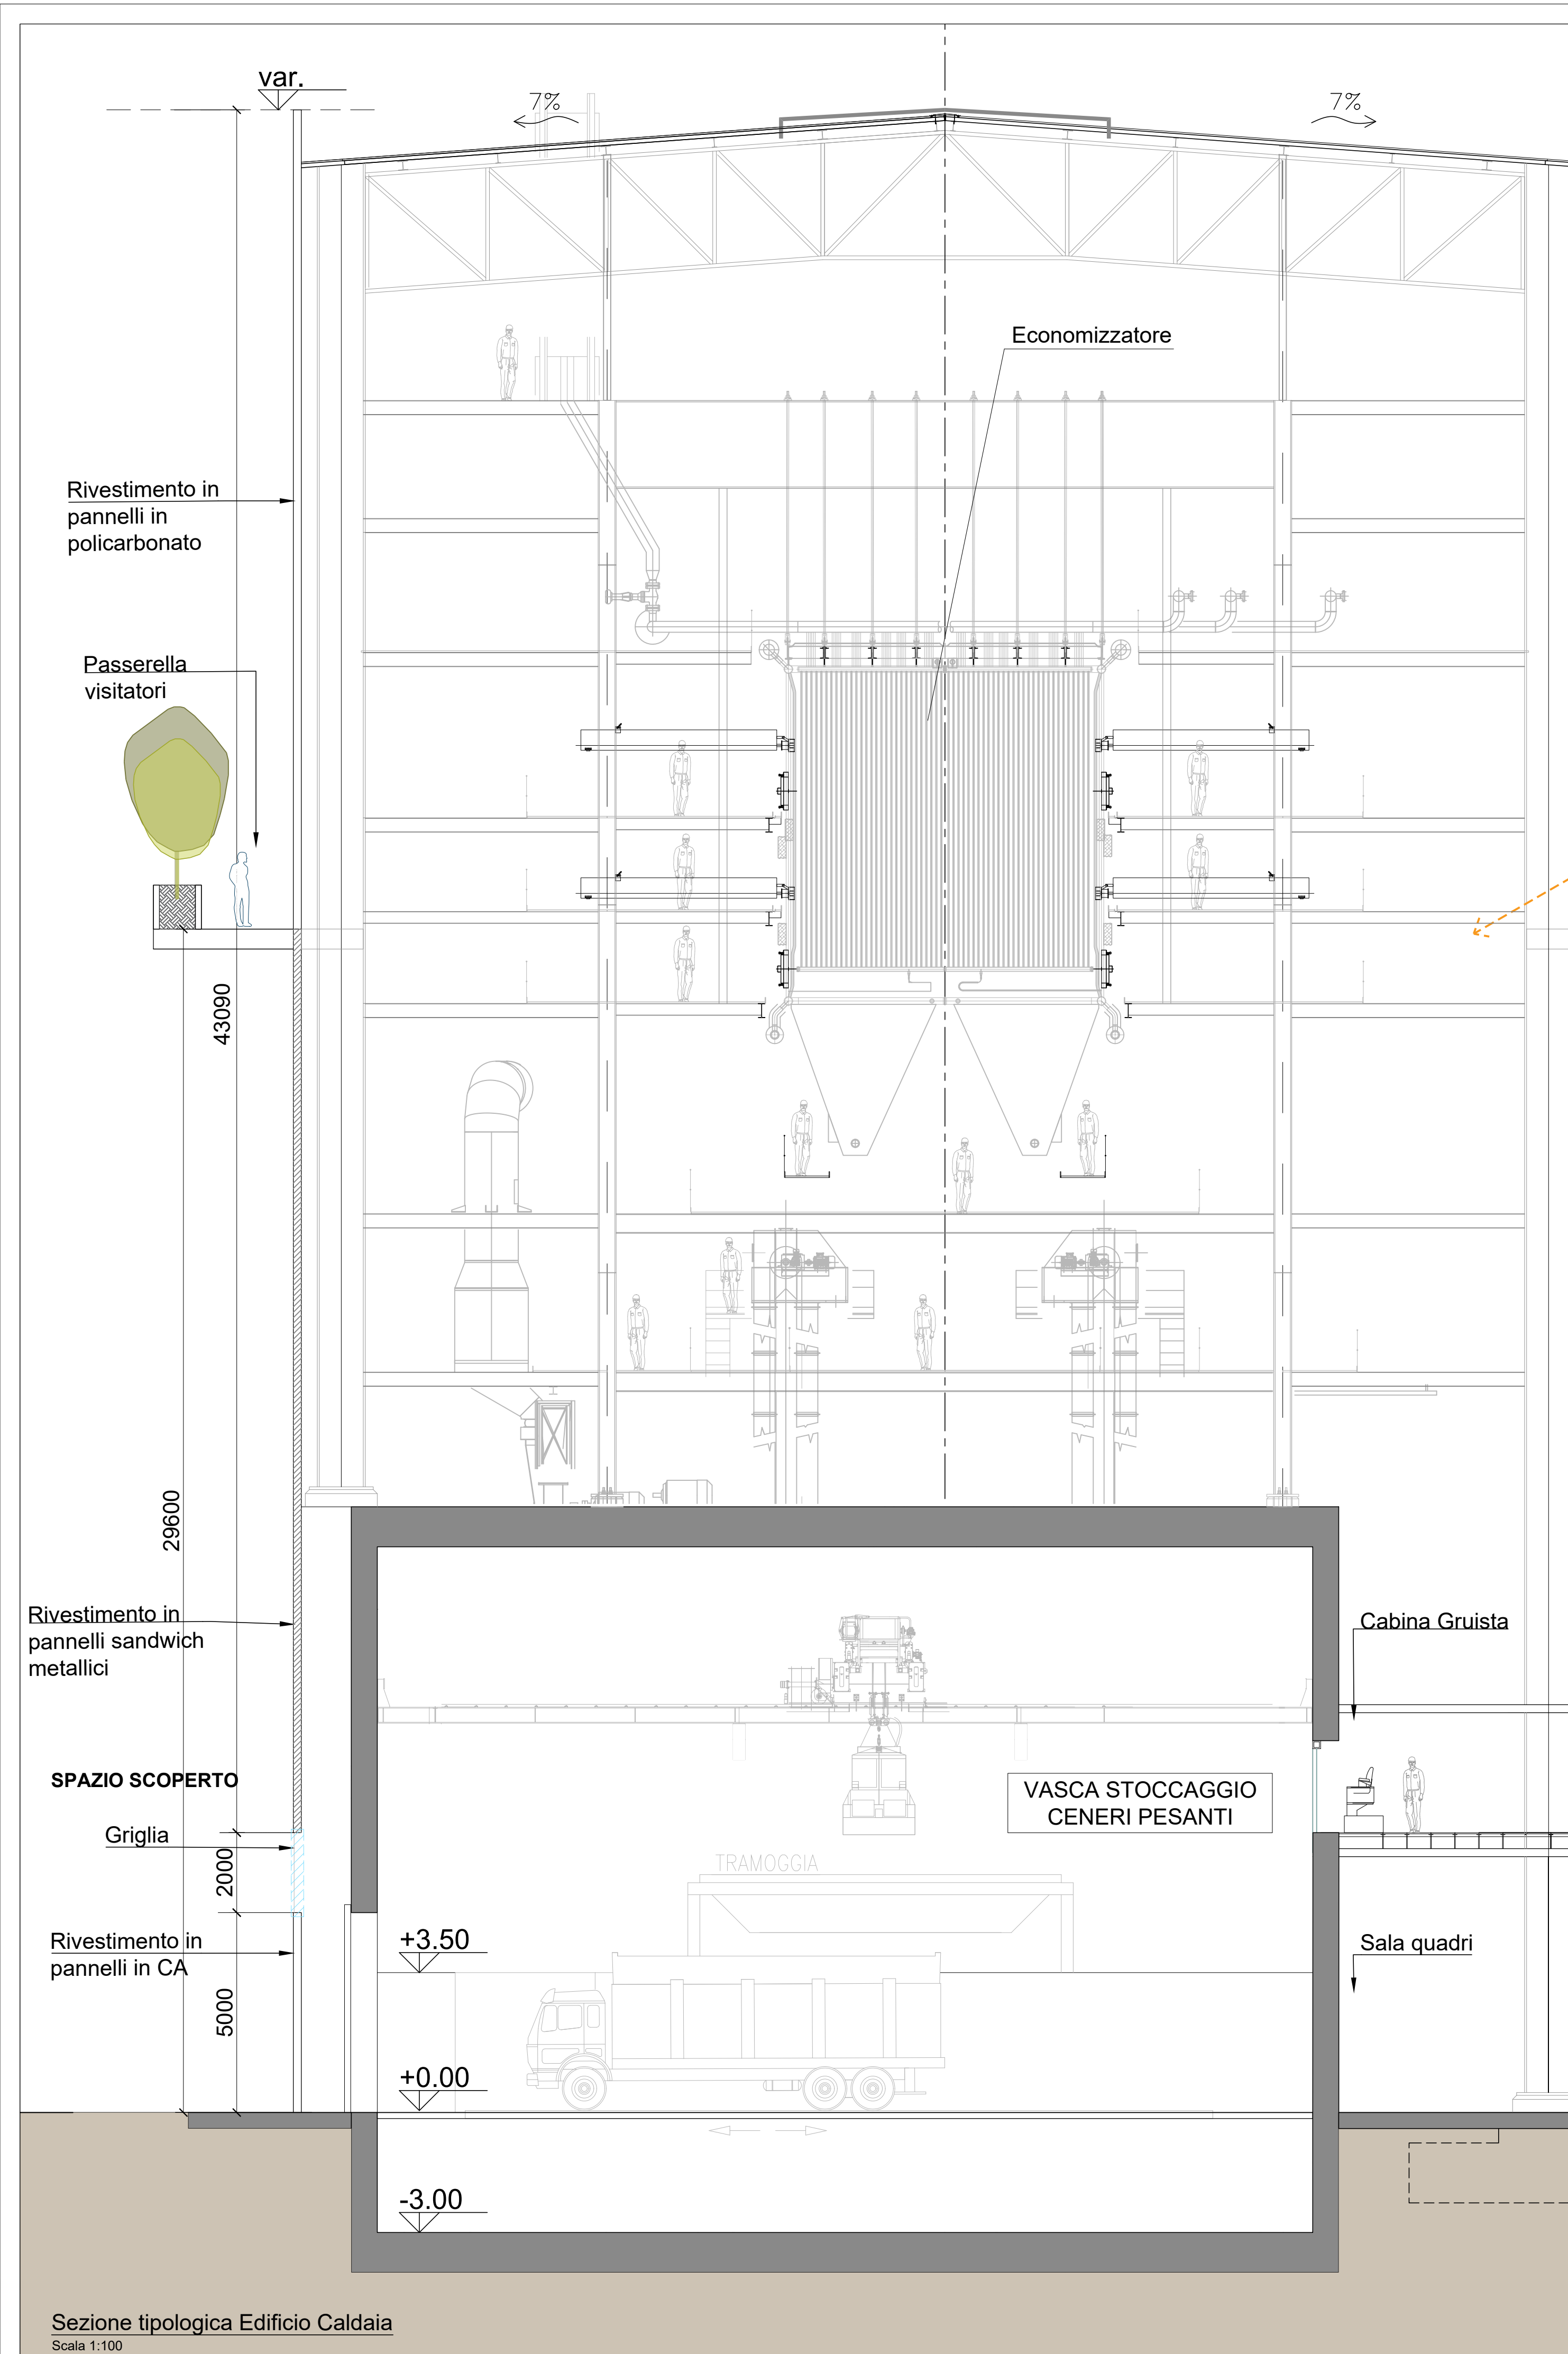 var.
7%
7%
Economizzatore
Rivestimento in
pannelli in
policarbonato
Passerella
visitatori
43090
29600
Rivestimento in
pannelli sandwich
metallici
Cabina Gruista
SPAZIO SCOPERTO
VASCA STOCCAGGIO
CENERI PESANTI
Griglia
2000
TRAMOGGIA
Rivestimento in
pannelli in CA
+3.50
Sala quadri
5000
+0.00
-3.00
Sezione tipologica Edificio Caldaia
Scala 1:100